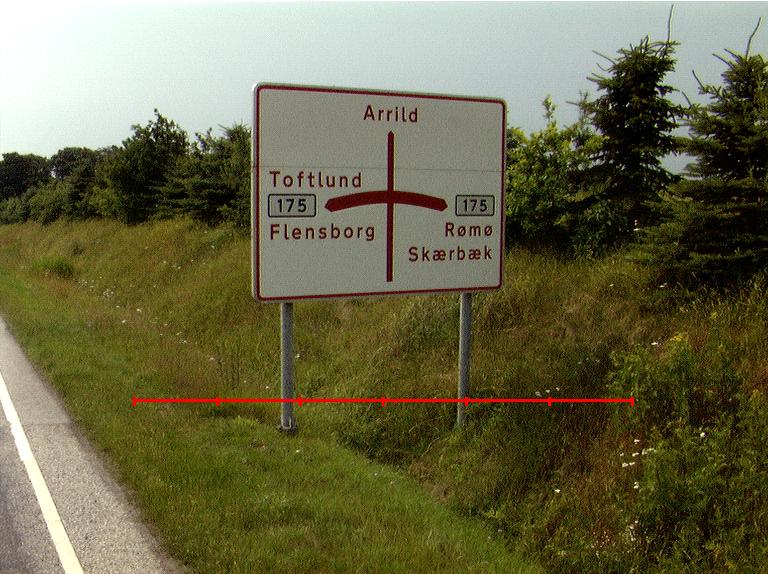 Arrild
Toftlund
175
Flensborg
175
Rømø
Skærbæk